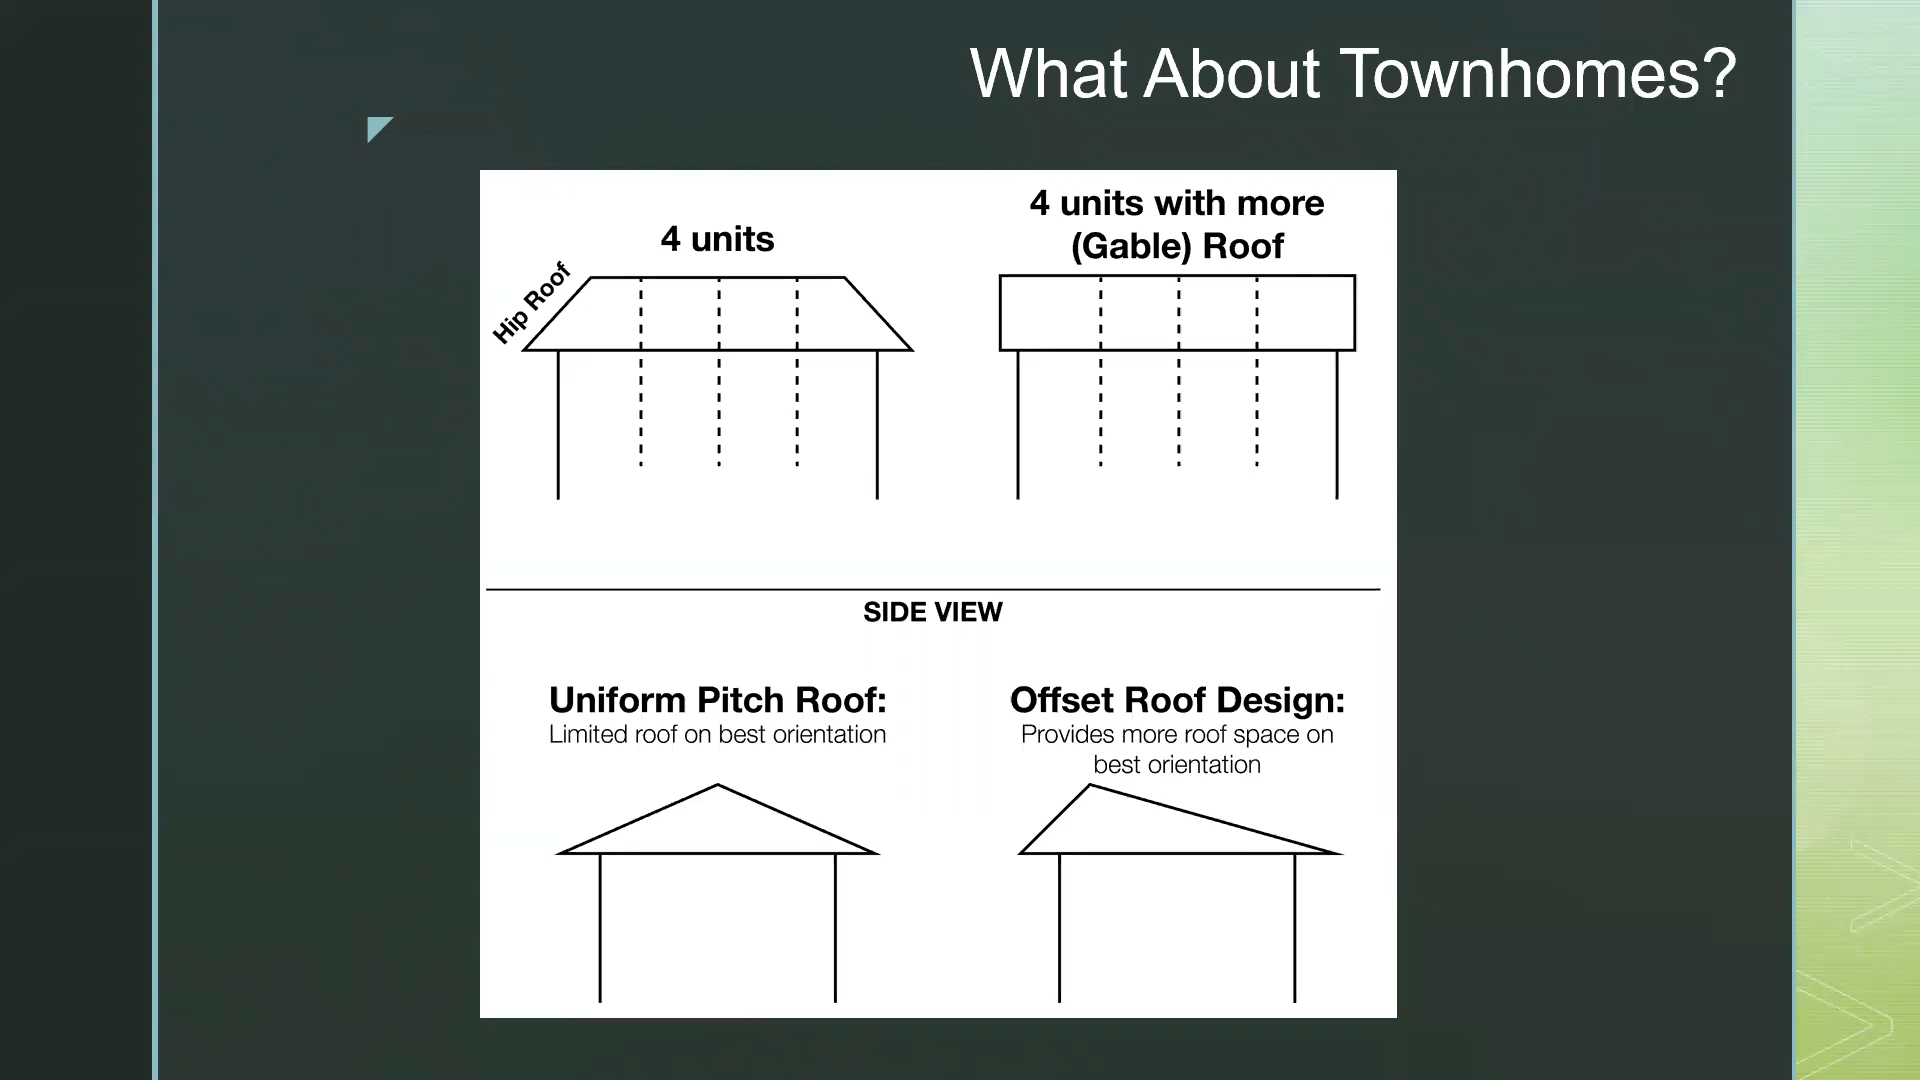 What About Townhomes?
4 units
Hip Roof
4 units with more
(Gable) Roof
SIDE VIEW
Uniform Pitch Roof:
Limited roof on best orientation
Offset Roof Design:
Provides more roof space on
best orientation